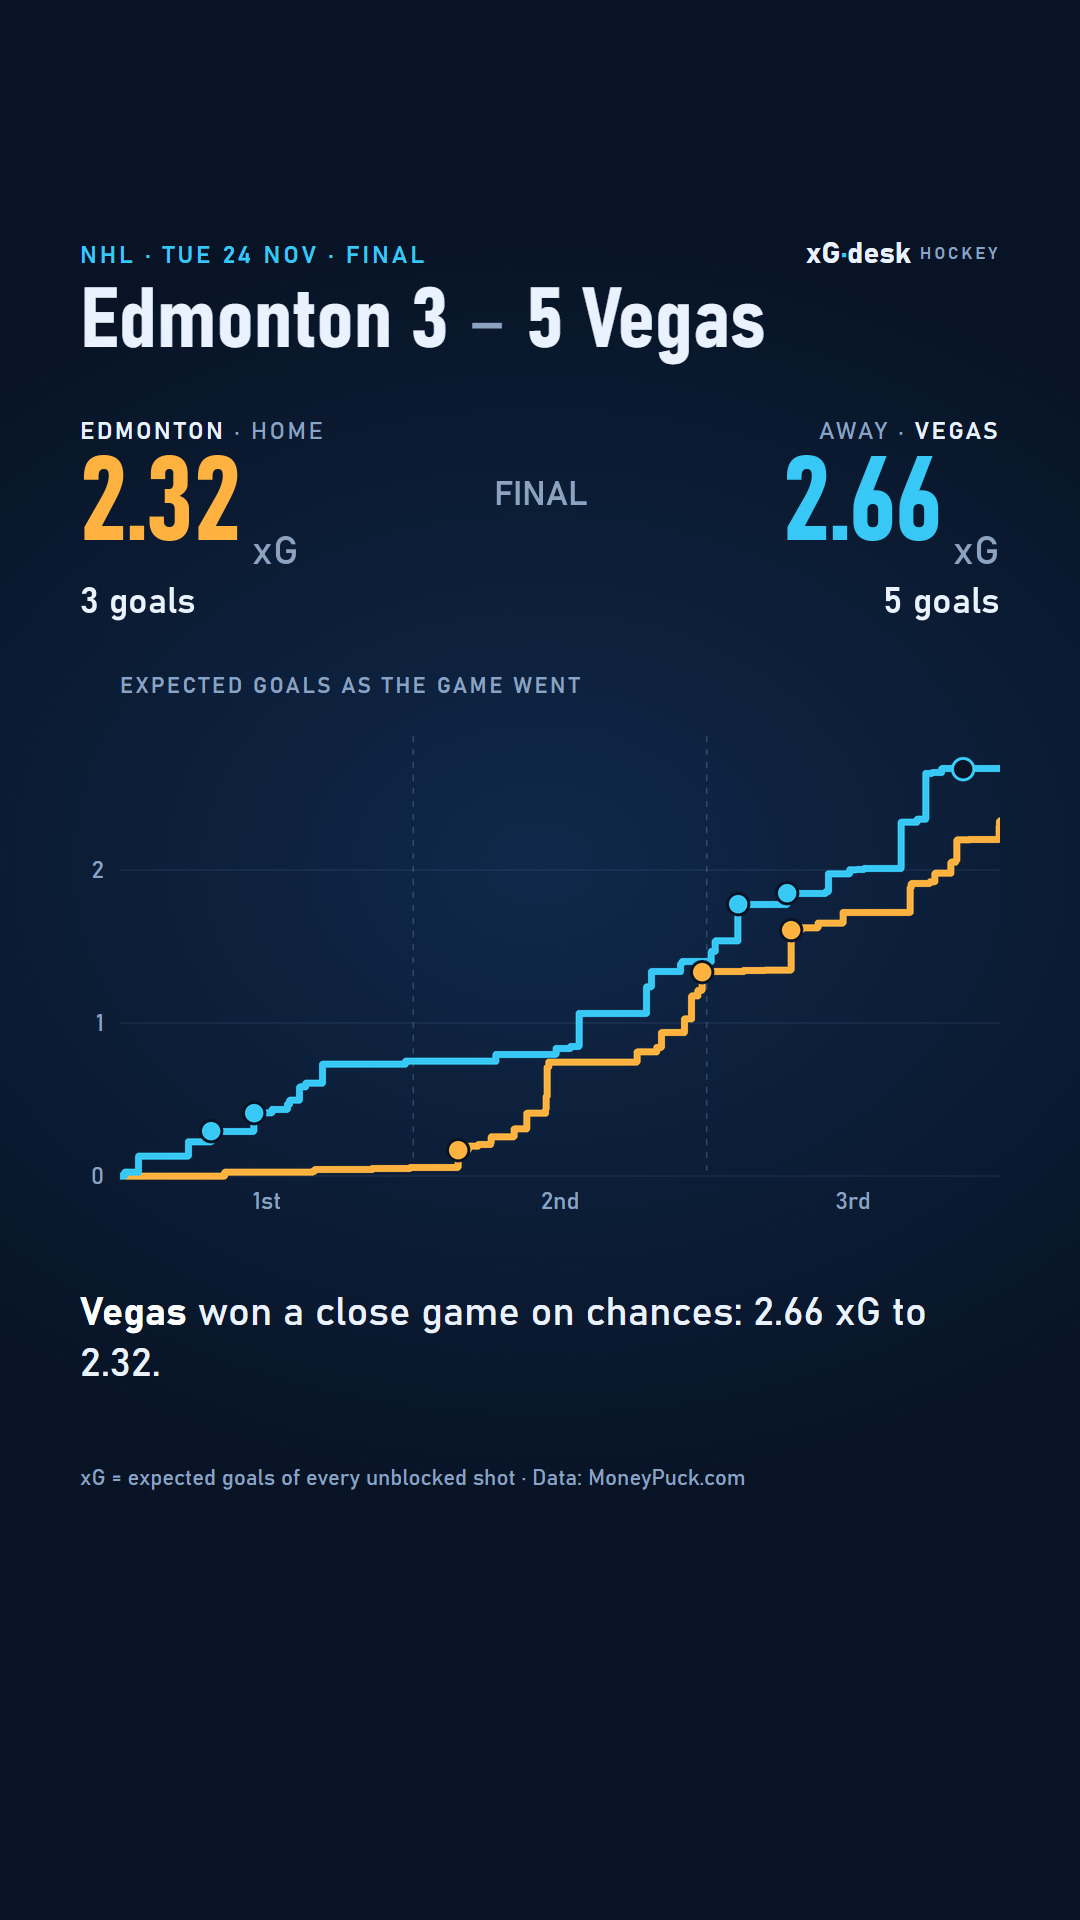 NHL · TUE 24 NOV · FINAL
xG·desk HOCKEY
Edmonton 3 – 5 Vegas
EDMONTON · HOME
AWAY · VEGAS
2.32 xG
FINAL
2.66 xG
3 goals
5 goals
EXPECTED GOALS AS THE GAME WENT
2
1
0
1st
2nd
3rd
Vegas won a close game on chances: 2.66 xG to
2.32.
xG = expected goals of every unblocked shot · Data: MoneyPuck.com